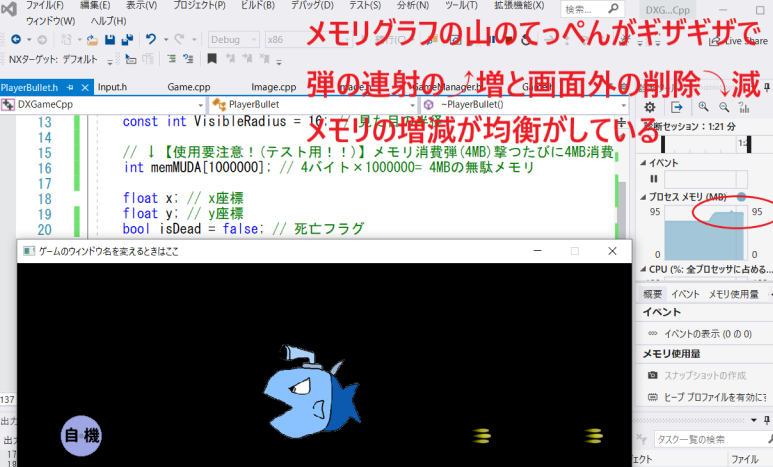 ファイル(F) 編集(E) 表示(V) プロジェクト(P) ビルド(B) デバッグ(D) テスト(S) 分析(N) ツール(T) 拡張機能(X) 検索... DXG...Cpp
ウィンドウ(W) ヘルプ(H)
Debug x86 Live Share
NXターゲット: デフォルト
メモリグラフの山のてっぺんがギザギザで
弾の連射の⤴増と画面外の削除⤵減
メモリの増減が均衡がしている
PlayerBullet.h Input.h Game.cpp Image.cpp
DXGameCpp PlayerBullet ~PlayerBullet()
13 const int VisibleRadius = 16; // 見た目の半径
14
15 // ↓【使用要注意！(テスト用！！)】メモリ消費弾(4MB)撃つたびに4MB消費
16 int memMUDA[1000000]; // 4バイト×1000000= 4MBの無駄メモリ
17
18 float x; // x座標
19 float y; // y座標
20 bool isDead = false; // 死亡フラグ
診断セッション: 1:21 分
イベント
プロセス メモリ (MB)
95 95
0 0
CPU (%: 全プロセッサに占める...
概要 イベント メモリ使用量
イベント
イベントの表示 (0 の 0)
メモリ使用量
スナップショットの作成
ヒープ プロファイルを有効にす
タスク一覧の検索
ファイル
ゲームのウィンドウ名を変えるときはここ
自機
137
出力
17
18